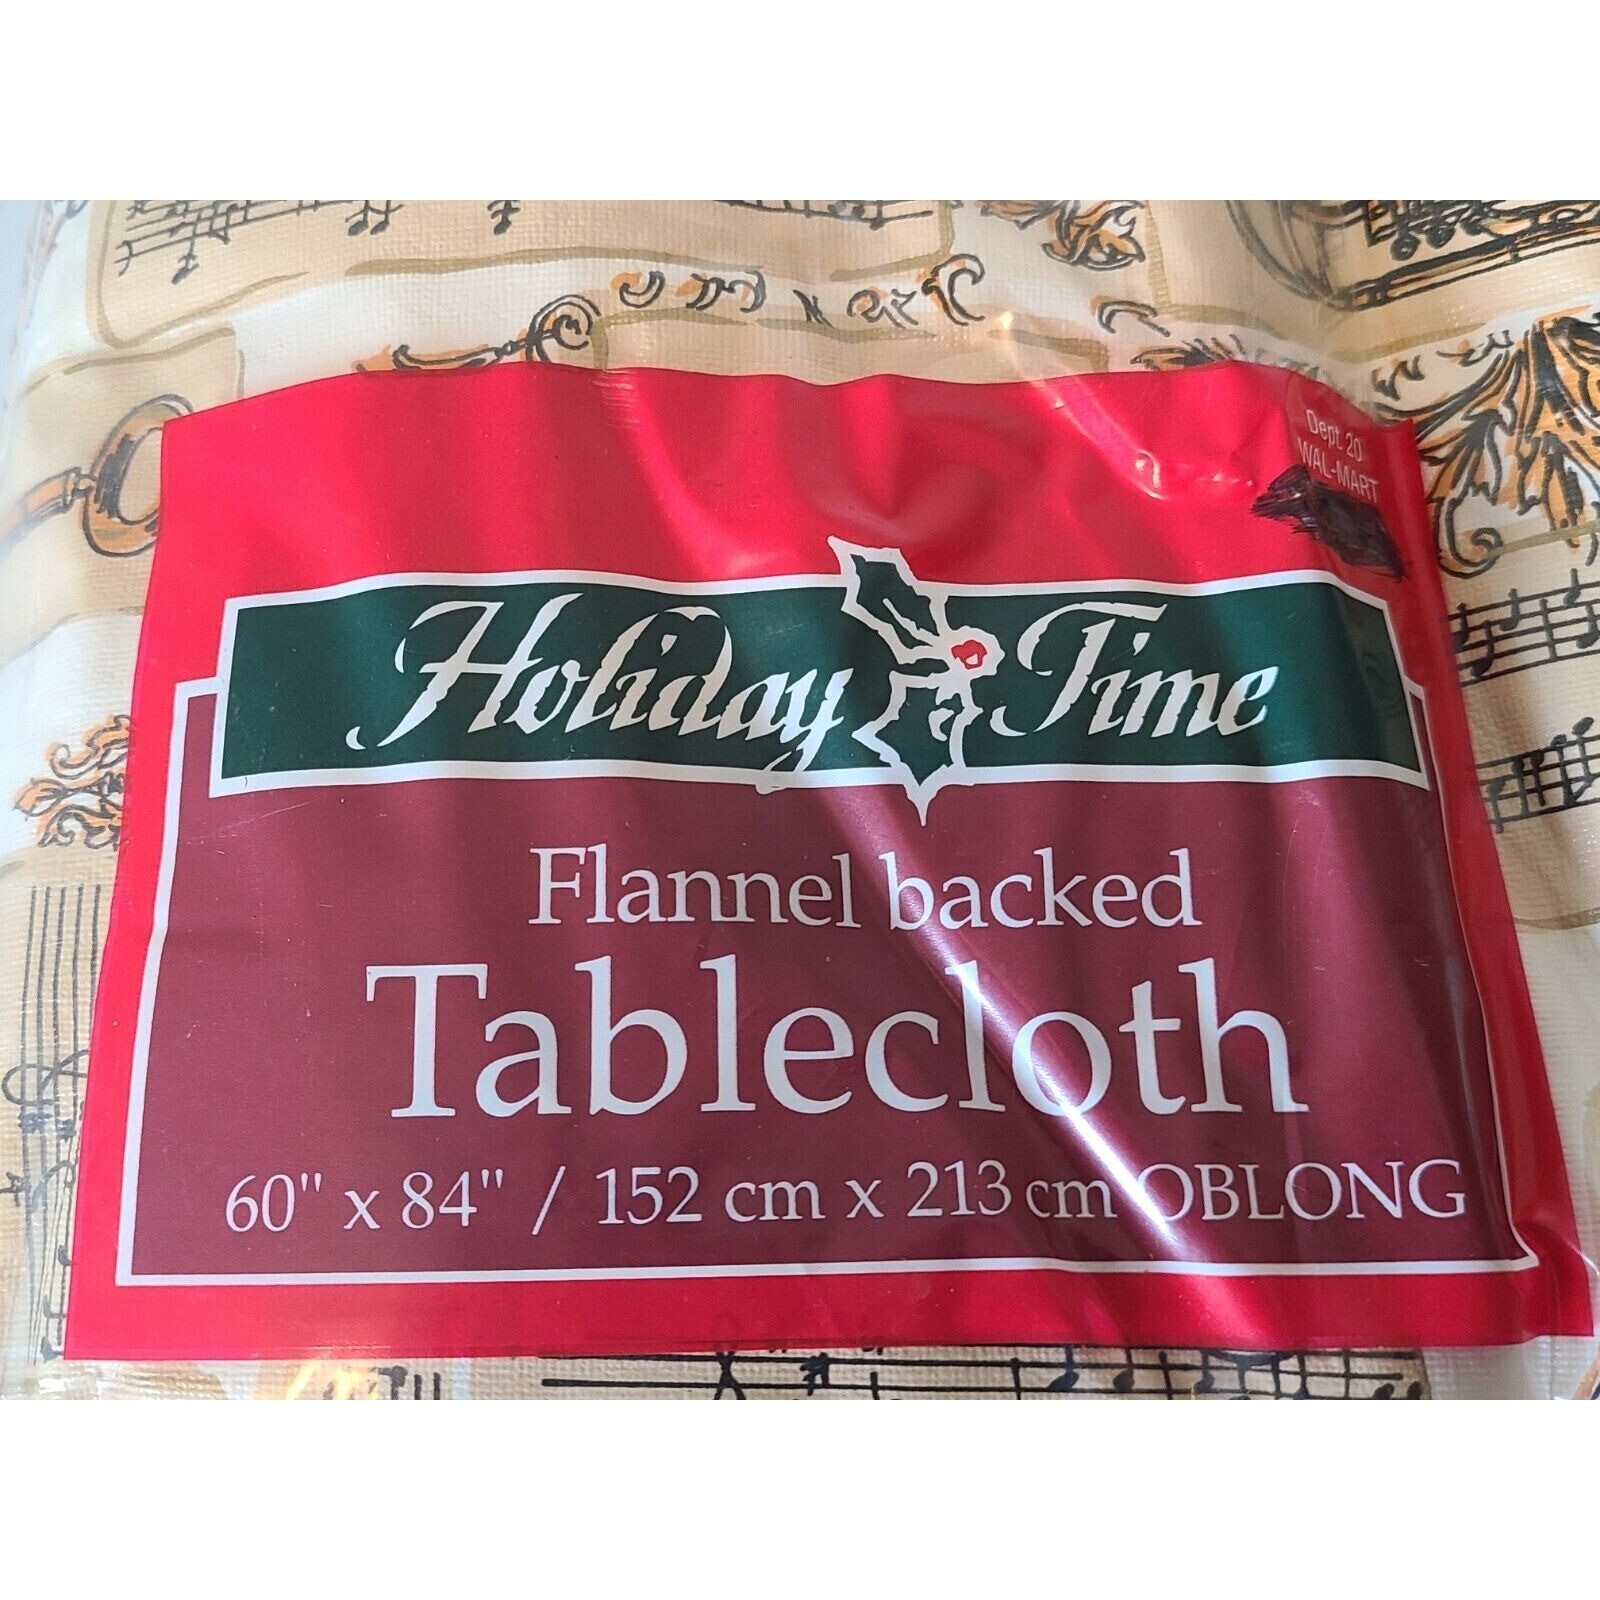 Dept. 20
WAL-MART
Holiday Time
Flannel backed
Tablecloth
60" x 84" / 152 cm x 213 cm OBLONG